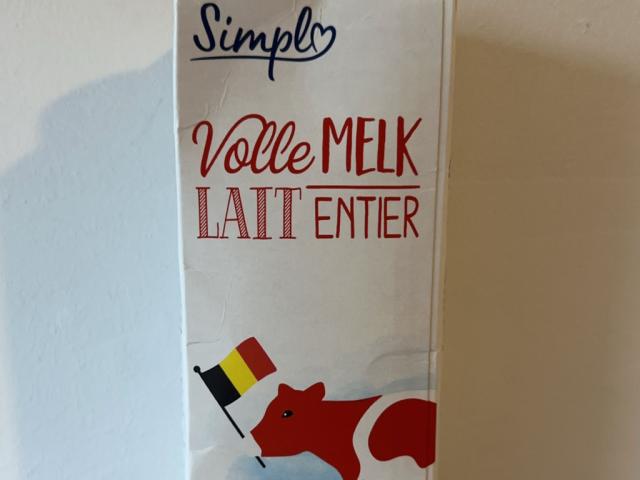 Simpl
Volle MELK
LAIT ENTIER